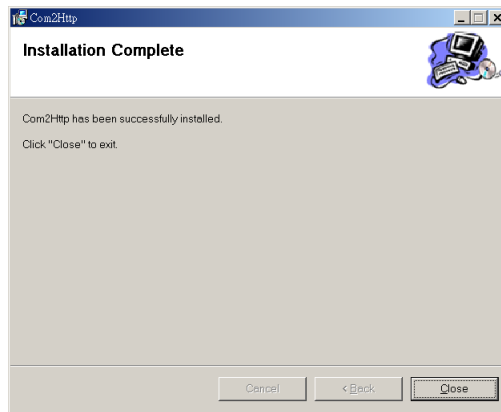 Com2Http
Installation Complete
Com2Http has been successfully installed.
Click "Close" to exit.
Cancel
< Back
Close